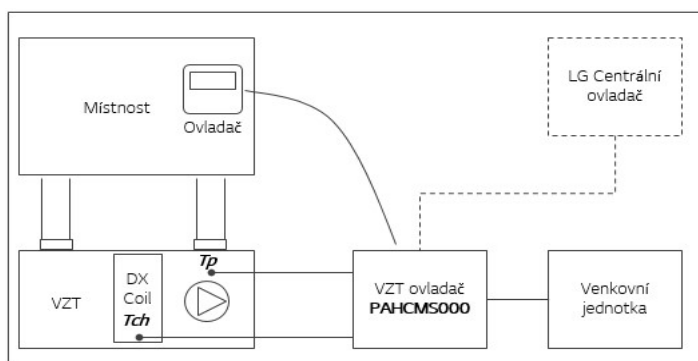 Místnost
Ovladač
LG Centrální
ovladač
VZT
DX
Coil
Tch
Tp
VZT ovladač
PAHCMS000
Venkovní
jednotka